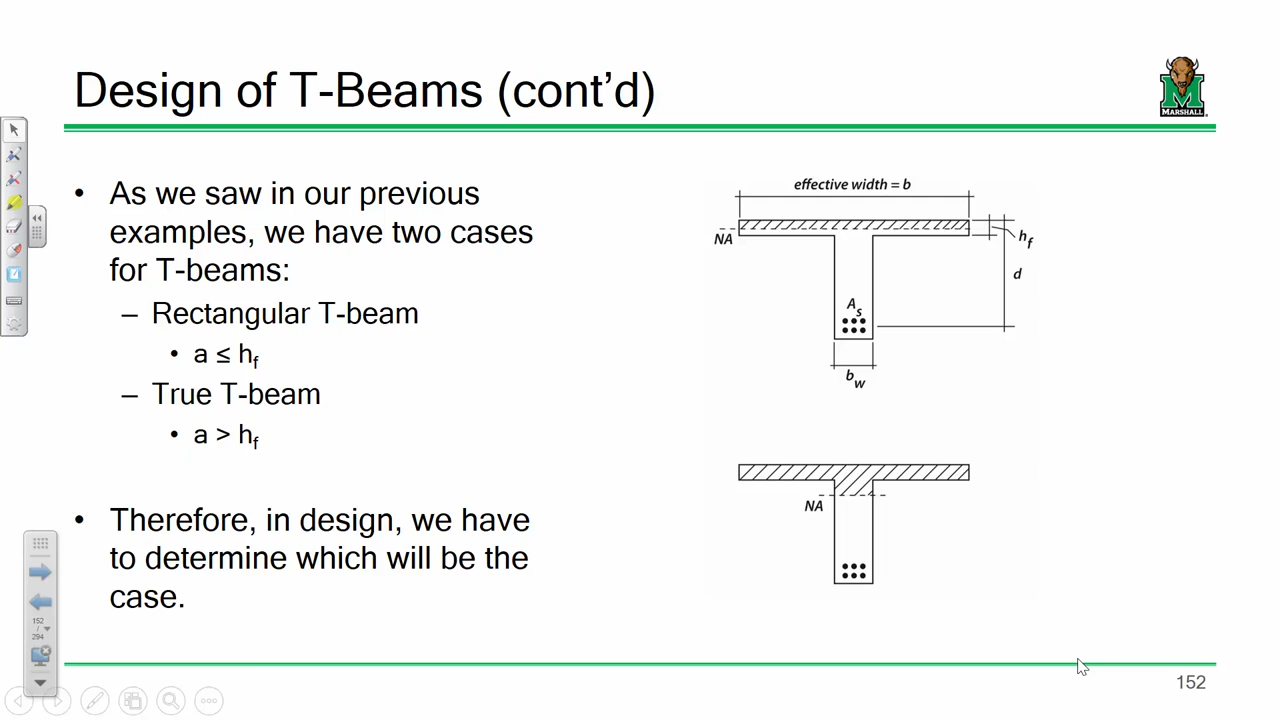 Design of T-Beams (cont’d)
MARSHALL
• As we saw in our previous
examples, we have two cases
for T-beams:
– Rectangular T-beam
• a ≤ hf
– True T-beam
• a > hf
• Therefore, in design, we have
to determine which will be the
case.
effective width = b
NA
hf
d
As
bw
NA
152
/
294
152